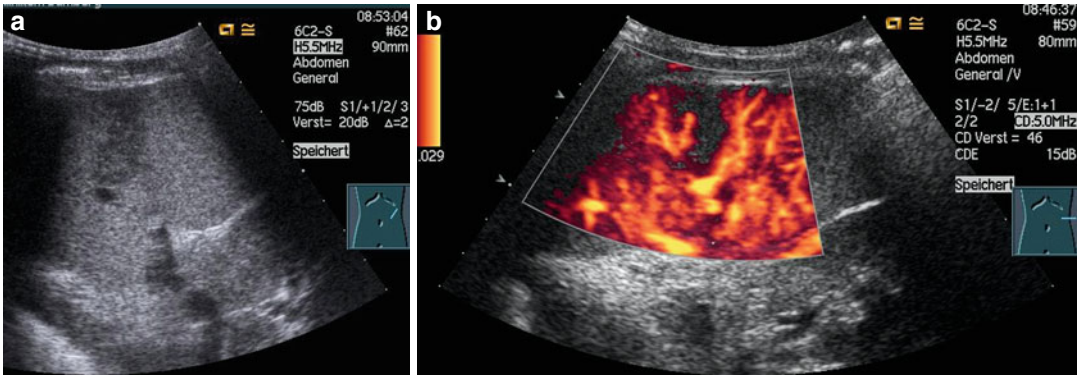 a
08:53:04
6C2-S #62
H5.5MHz 90mm
Abdomen
General
75dB S1/+1/2/ 3
Verst= 20dB Δ=2
Speichert
b
08:46:37
6C2-S #59
H5.5MHz 80mm
Abdomen
General /V
S1/-2/ 5/E:1+1
2/2 CD:5.0MHz
CD Verst = 46
CDE 15dB
Speichert
.029